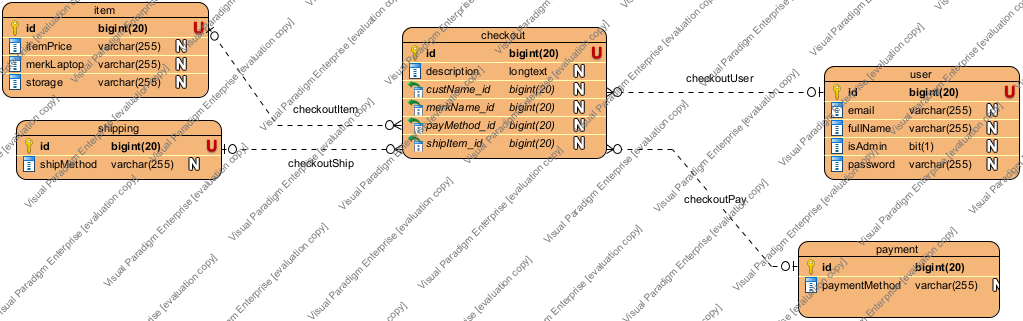 item
id bigint(20) U
itemPrice varchar(255) N
merkLaptop varchar(255) N
storage varchar(255) N
shipping
id bigint(20) U
shipMethod varchar(255) N
checkout
id bigint(20) U
description longtext N
custName_id bigint(20) N
merkName_id bigint(20) N
payMethod_id bigint(20) N
shipItem_id bigint(20) N
checkoutItem
checkoutShip
checkoutUser
checkoutPay
user
id bigint(20) U
email varchar(255) N
fullName varchar(255) N
isAdmin bit(1) N
password varchar(255) N
payment
id bigint(20)
paymentMethod varchar(255) N
Visual Paradigm Enterprise [evaluation copy]